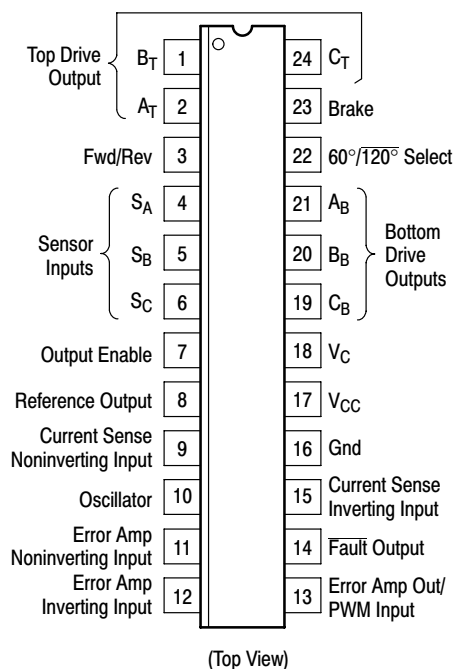 Top Drive
Output
B_T 1
A_T 2
Fwd/Rev 3
Sensor
Inputs
S_A 4
S_B 5
S_C 6
Output Enable 7
Reference Output 8
Current Sense
Noninverting Input 9
Oscillator 10
Error Amp
Noninverting Input 11
Error Amp
Inverting Input 12
24 C_T
23 Brake
22 60°/120° Select
21 A_B
20 B_B
19 C_B
Bottom
Drive
Outputs
18 V_C
17 V_CC
16 Gnd
15 Current Sense
Inverting Input
14 Fault Output
13 Error Amp Out/
PWM Input
(Top View)